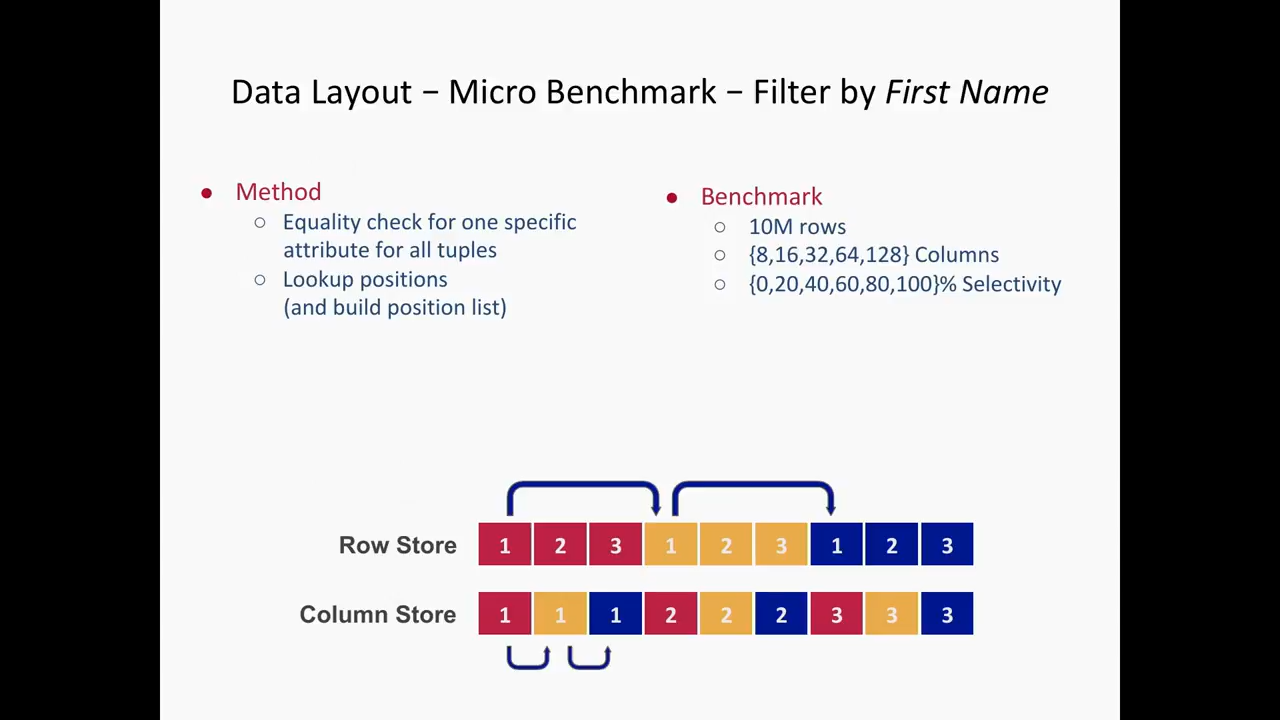 Data Layout – Micro Benchmark – Filter by First Name
● Method
○ Equality check for one specific
attribute for all tuples
○ Lookup positions
(and build position list)
● Benchmark
○ 10M rows
○ {8,16,32,64,128} Columns
○ {0,20,40,60,80,100}% Selectivity
Row Store 1 2 3 1 2 3 1 2 3
Column Store 1 1 1 2 2 2 3 3 3